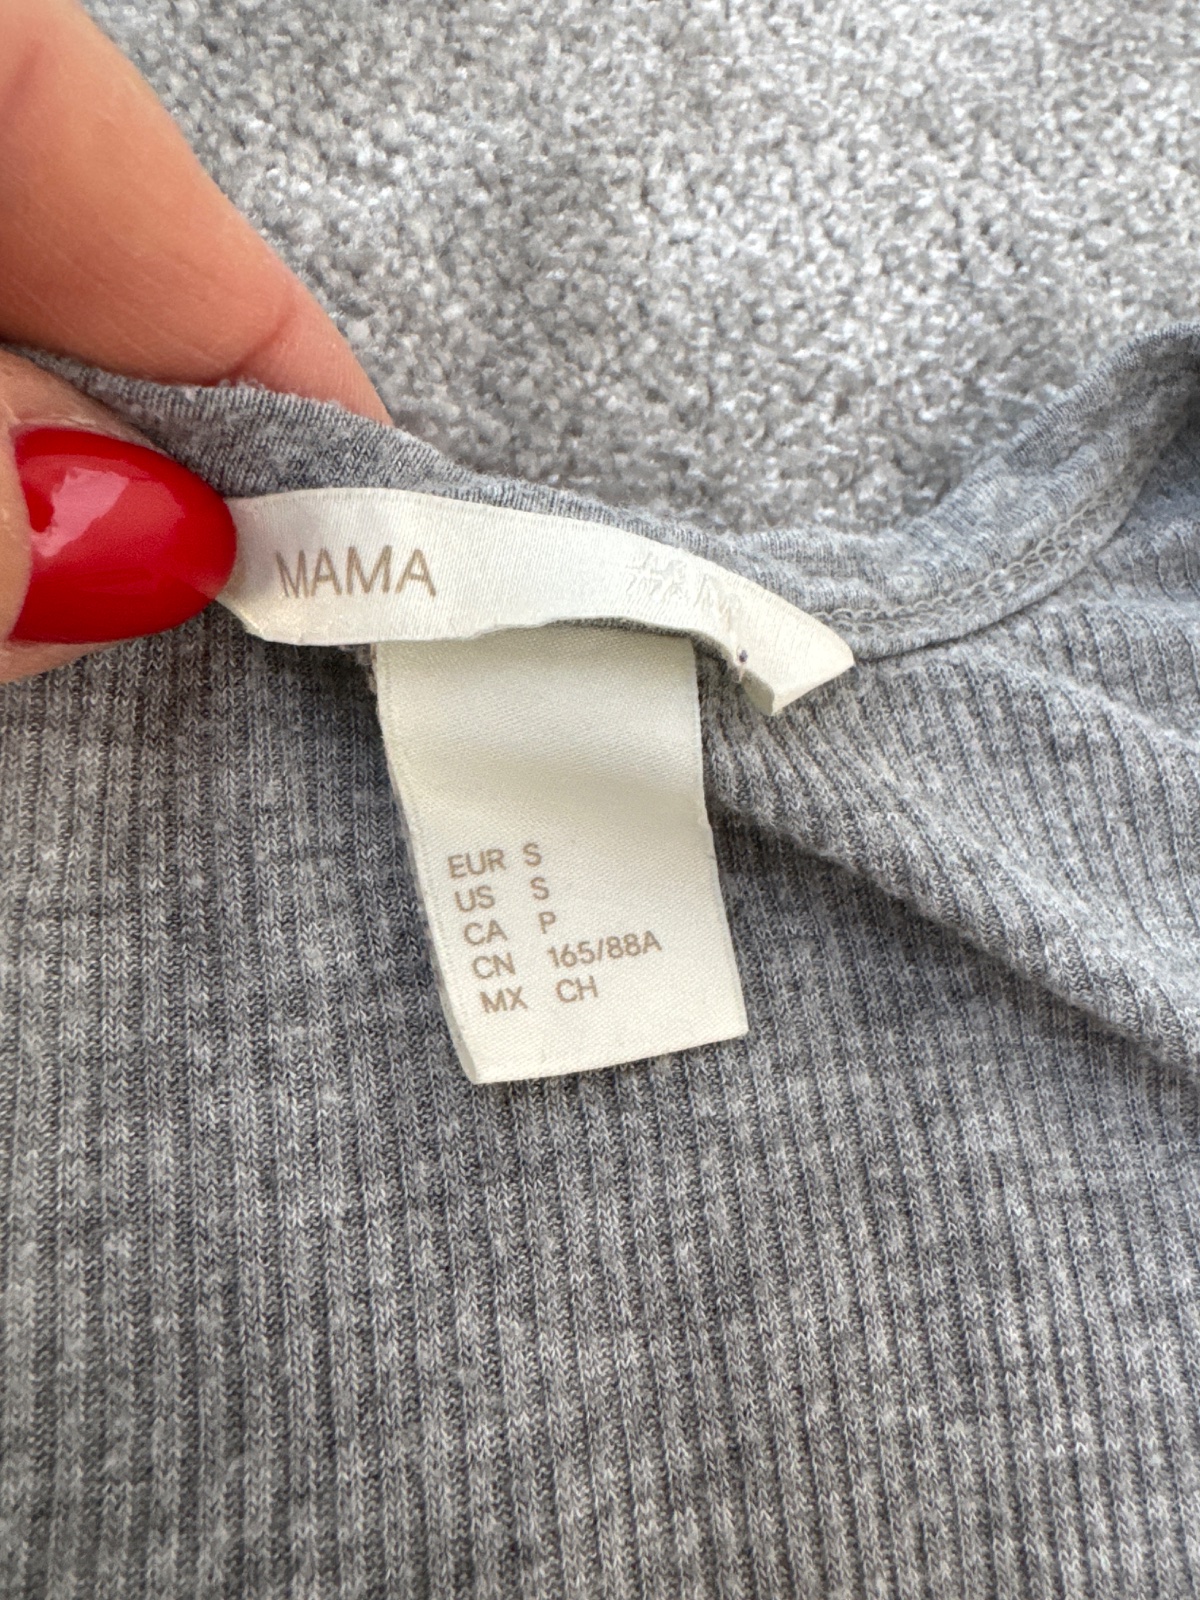 MAMA
EUR S
US S
CA P
CN 165/88A
MX CH